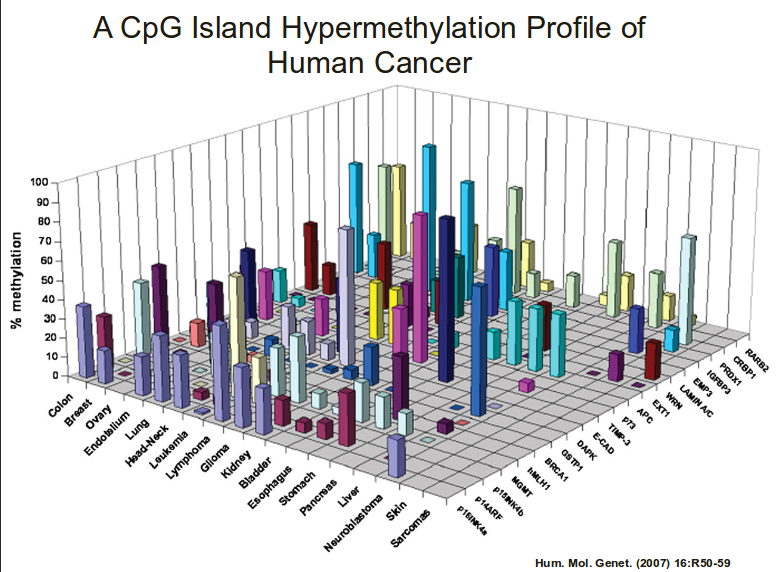 A CpG Island Hypermethylation Profile of
Human Cancer
% methylation
100
90
80
70
60
50
40
30
20
10
0
Colon
Breast
Ovary
Endotelium
Lung
Head-Neck
Leukemia
Lymphoma
Glioma
Kidney
Bladder
Esophagus
Stomach
Pancreas
Liver
Neuroblastoma
Skin
Sarcomas
p16INK4a
p14ARF
p15INK4b
MGMT
hMLH1
BRCA1
GSTP1
DAPK
E-CAD
TIMP-3
p73
APC
EXT1
WRN
LAMIN A/C
EMP3
IGFBP3
PROX1
CRBP1
RARB2
Hum. Mol. Genet. (2007) 16:R50-59